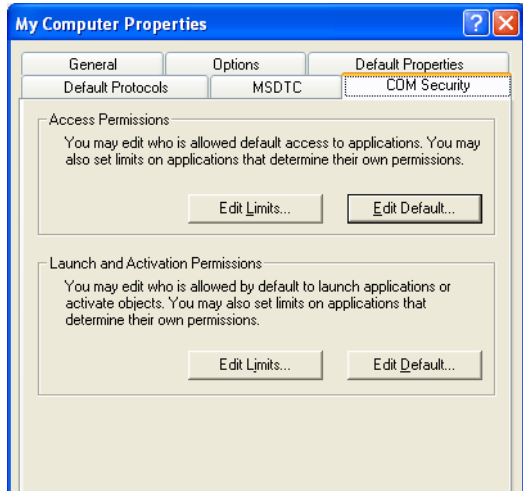 My Computer Properties
General Options Default Properties
Default Protocols MSDTC COM Security
Access Permissions
You may edit who is allowed default access to applications. You may
also set limits on applications that determine their own permissions.
Edit Limits... Edit Default...
Launch and Activation Permissions
You may edit who is allowed by default to launch applications or
activate objects. You may also set limits on applications that
determine their own permissions.
Edit Limits... Edit Default...